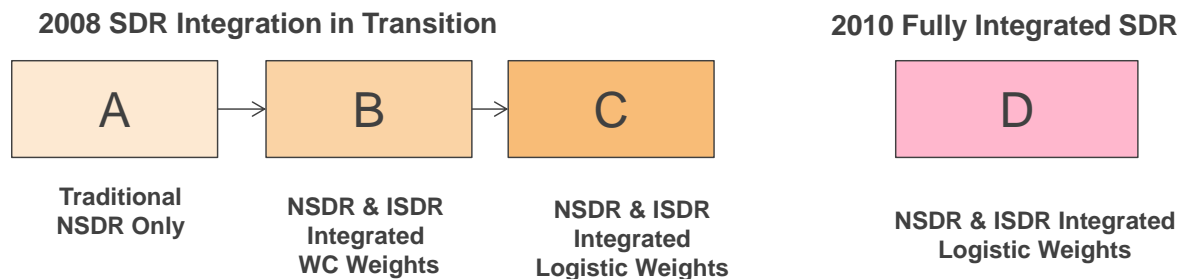 2008 SDR Integration in Transition
2010 Fully Integrated SDR
A
B
C
D
Traditional
NSDR Only
NSDR & ISDR
Integrated
WC Weights
NSDR & ISDR
Integrated
Logistic Weights
NSDR & ISDR Integrated
Logistic Weights